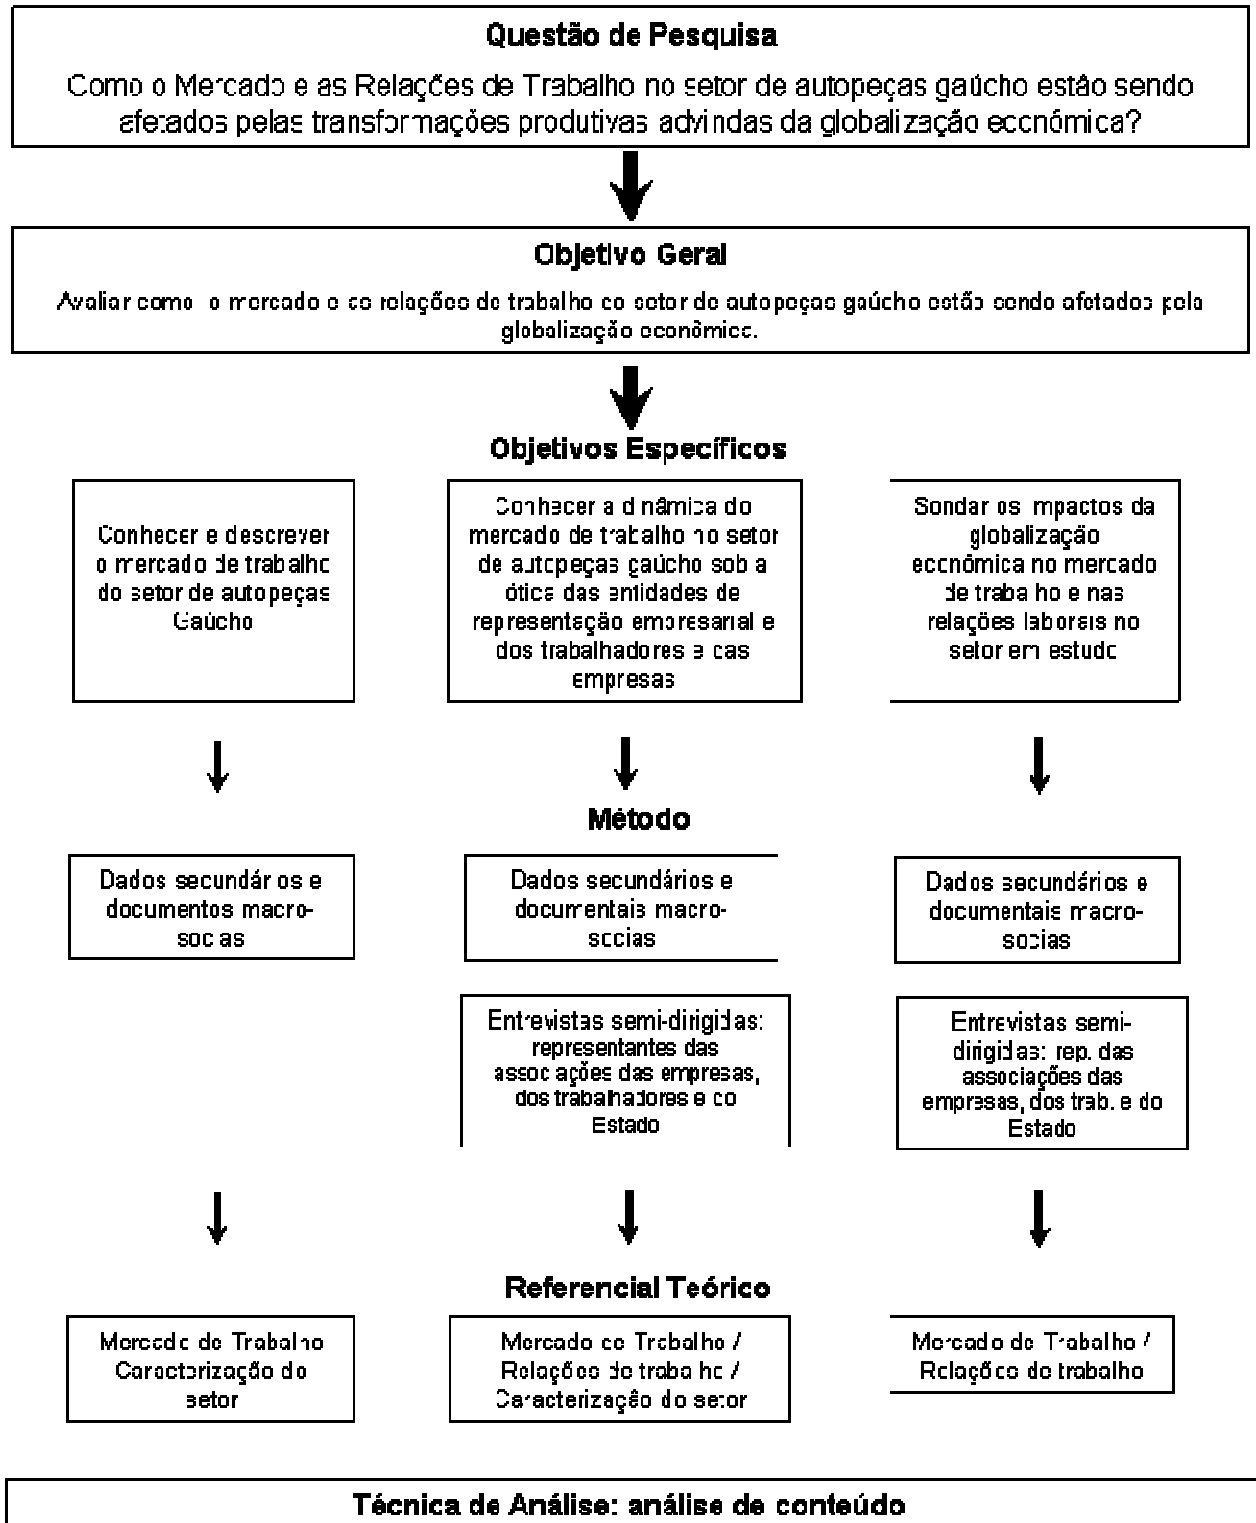 Questão de Pesquisa
Como o Mercado e as Relações de Trabalho no setor de autopeças gaúcho estão sendo
afetados pelas transformações produtivas advindas da globalização econômica?
Objetivo Geral
Avaliar como o mercado e as relações de trabalho do setor de autopeças gaúcho estão sendo afetados pela
globalização econômica.
Objetivos Específicos
Conhecer e descrever
o mercado de trabalho
do setor de autopeças
Gaúcho
Conhecer a dinâmica do
mercado de trabalho no setor
de autopeças gaúcho sob a
ótica das entidades de
representação empresarial e
dos trabalhadores e das
empresas
Sondar os impactos da
globalização
econômica no mercado
de trabalho e nas
relações laborais no
setor em estudo
Método
Dados secundários e
documentos macro-
socias
Dados secundários e
documentais macro-
socias
Dados secundários e
documentais macro-
socias
Entrevistas semi-dirigidas:
representantes das
associações das empresas,
dos trabalhadores e do
Estado
Entrevistas semi-
dirigidas: rep. das
associações das
empresas, dos trab. e do
Estado
Referencial Teórico
Mercado de Trabalho
Caracterização do
setor
Mercado de Trabalho /
Relações de trabalho /
Caracterização do setor
Mercado de Trabalho /
Relações de trabalho
Técnica de Análise: análise de conteúdo